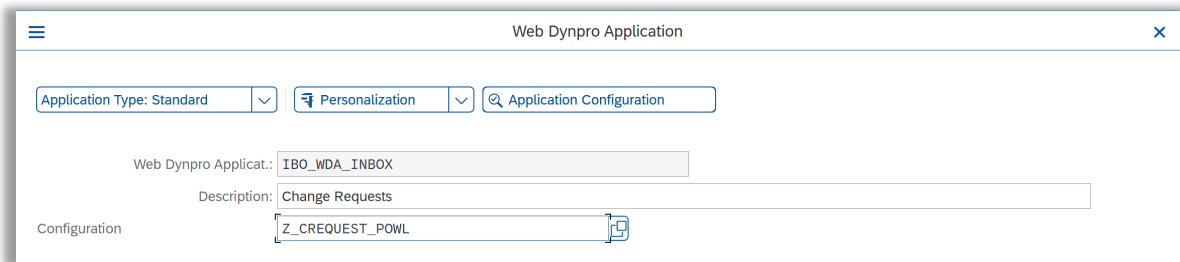 Web Dynpro Application
Application Type: Standard Personalization Application Configuration
Web Dynpro Applicat.: IBO_WDA_INBOX
Description: Change Requests
Configuration Z_CREQUEST_POWL